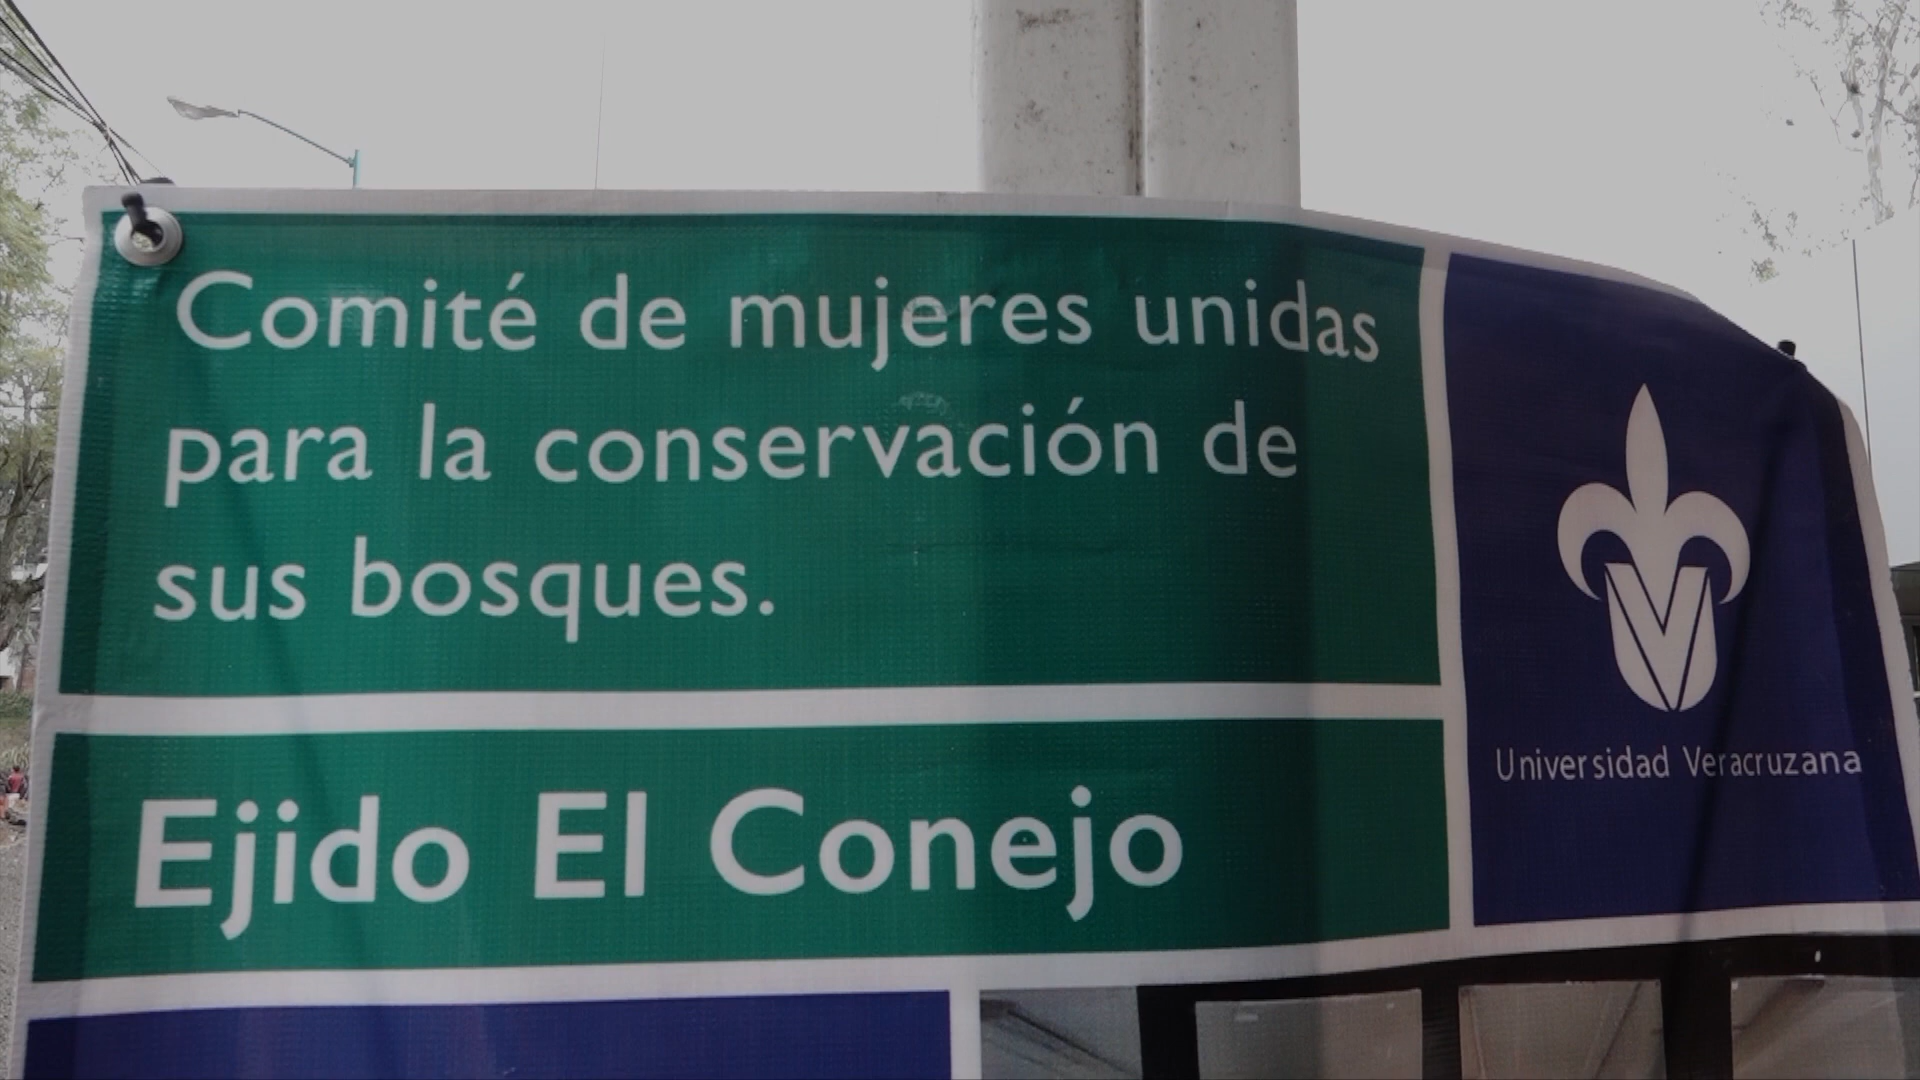 Comité de mujeres unidas
para la conservación de
sus bosques.
Ejido El Conejo
Universidad Veracruzana